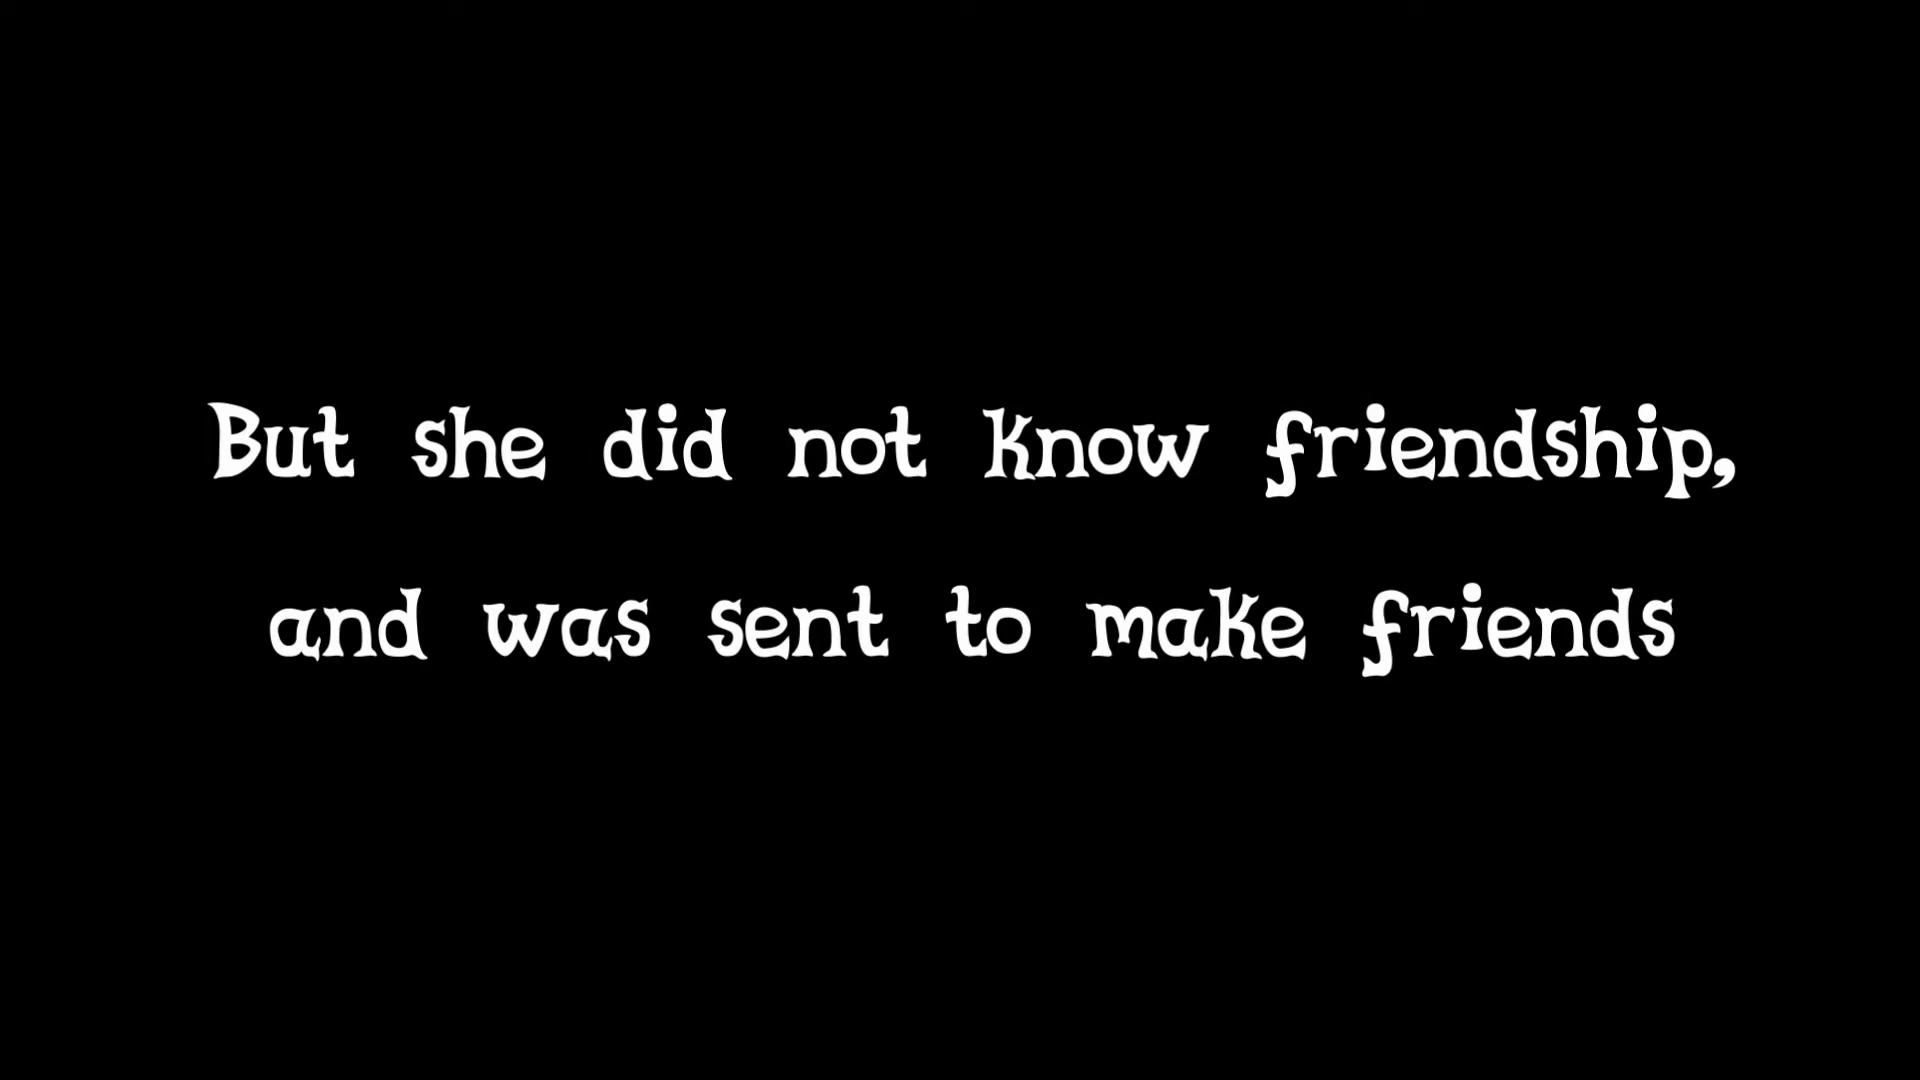 But she did not know friendship,
and was sent to make friends